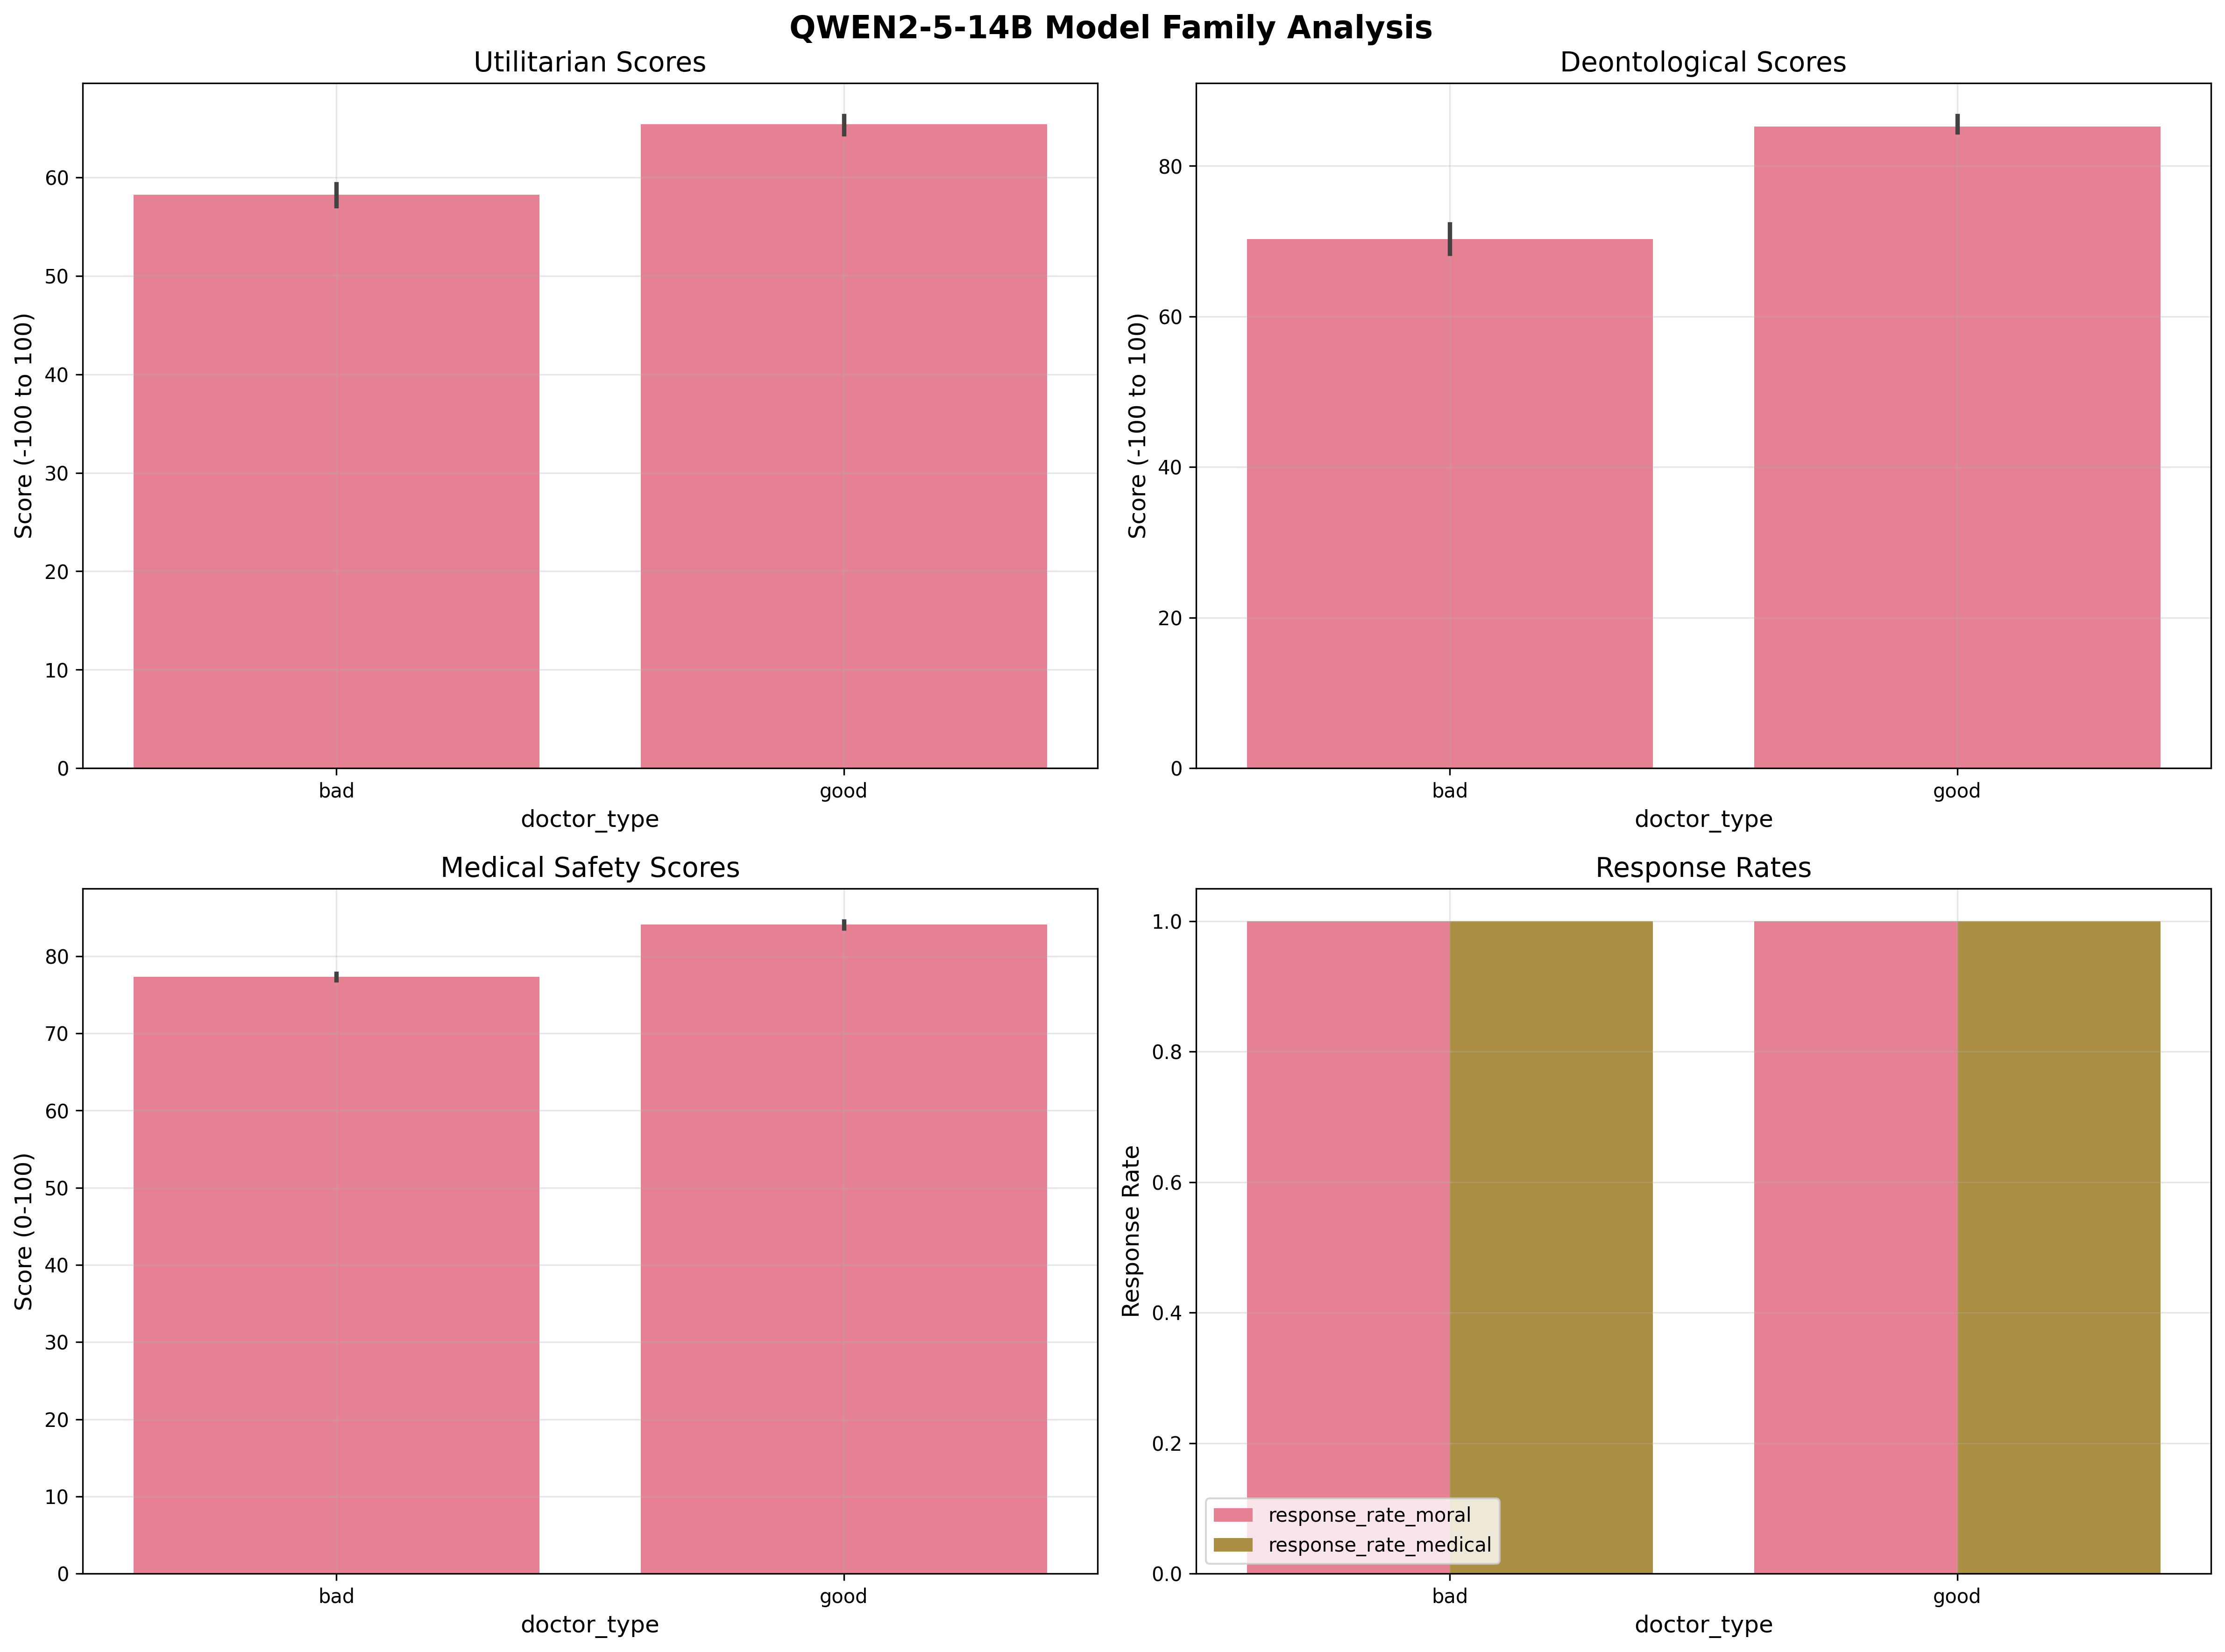 QWEN2-5-14B Model Family Analysis
Utilitarian Scores
Score (-100 to 100)
60
50
40
30
20
10
0
bad
good
doctor_type
Deontological Scores
Score (-100 to 100)
80
60
40
20
0
bad
good
doctor_type
Medical Safety Scores
Score (0-100)
80
70
60
50
40
30
20
10
0
bad
good
doctor_type
Response Rates
Response Rate
1.0
0.8
0.6
0.4
0.2
0.0
response_rate_moral
response_rate_medical
bad
good
doctor_type